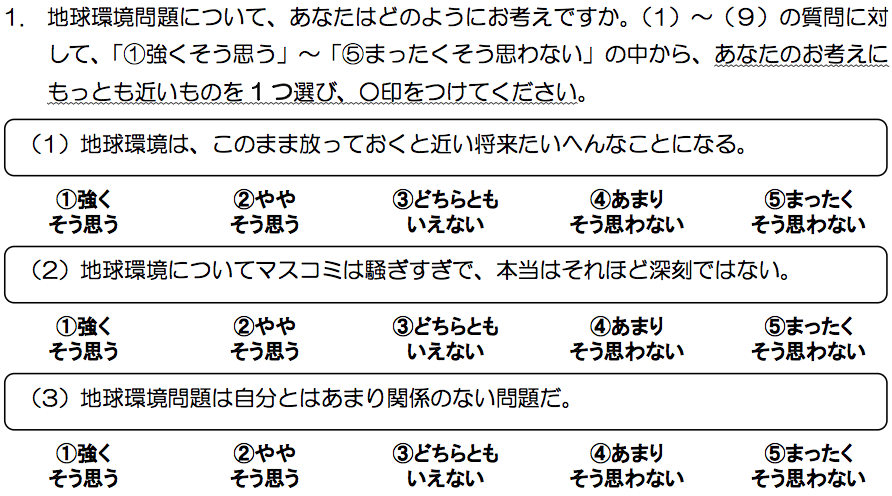 1. 地球環境問題について、あなたはどのようにお考えですか。（1）～（9）の質問に対
して、「①強くそう思う」～「⑤まったくそう思わない」の中から、あなたのお考えに
もっとも近いものを1つ選び、〇印をつけてください。
（1）地球環境は、このまま放っておくと近い将来たいへんなことになる。
①強く ②やや ③どちらとも ④あまり ⑤まったく
そう思う そう思う いえない そう思わない そう思わない
（2）地球環境についてマスコミは騒ぎすぎで、本当はそれほど深刻ではない。
①強く ②やや ③どちらとも ④あまり ⑤まったく
そう思う そう思う いえない そう思わない そう思わない
（3）地球環境問題は自分とはあまり関係のない問題だ。
①強く ②やや ③どちらとも ④あまり ⑤まったく
そう思う そう思う いえない そう思わない そう思わない